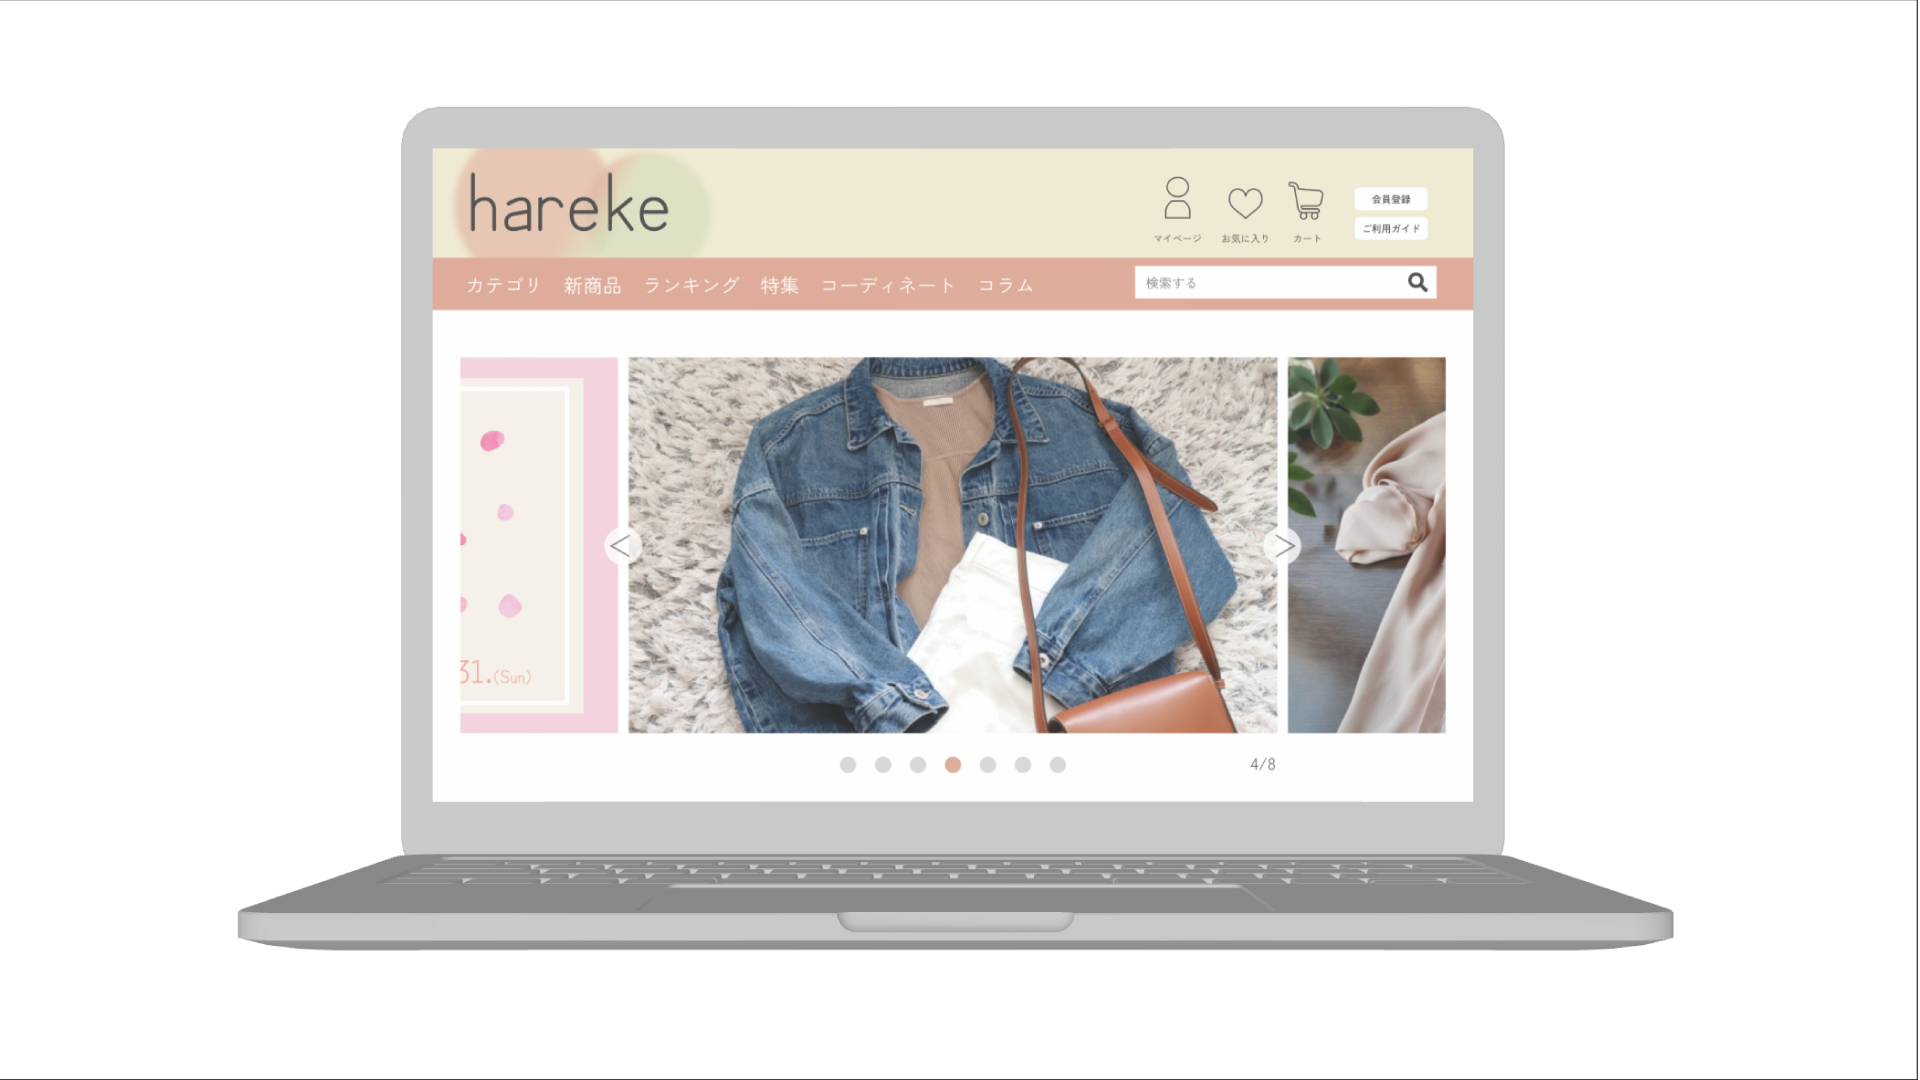 hareke
マイページ
お気に入り
カート
会員登録
ご利用ガイド
カテゴリ 新商品 ランキング 特集 コーディネート コラム
検索する
<
>
31.(Sun)
4/8